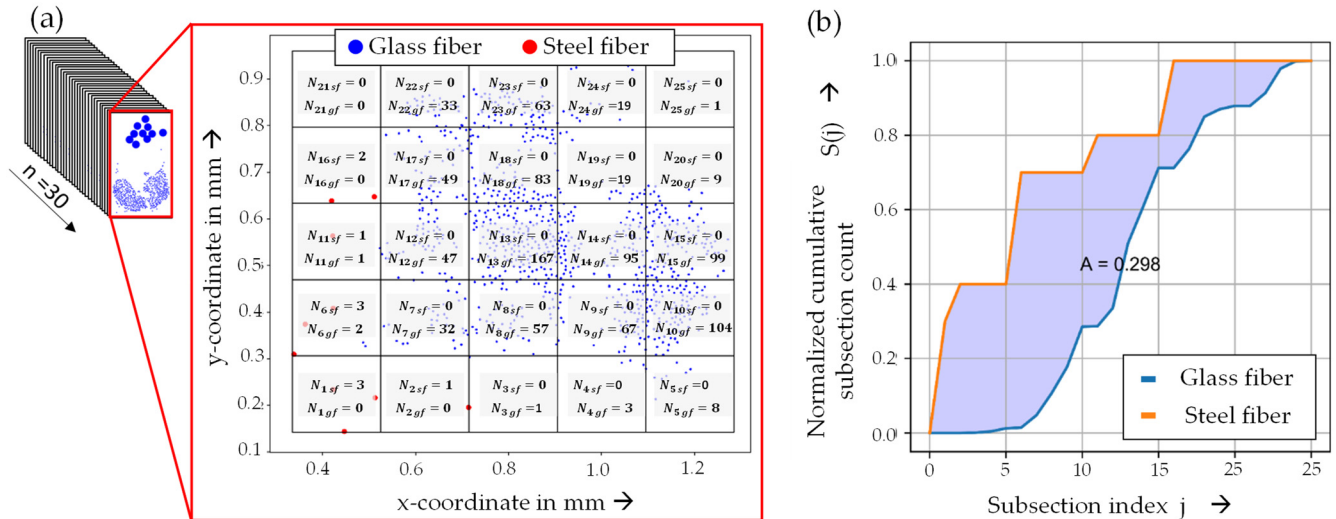 (a)
n =30
Glass fiber
Steel fiber
y-coordinate in mm →
0.9
0.8
0.7
0.6
0.5
0.4
0.3
0.2
0.1
N21sf = 0 N22sf = 0 N23sf = 0 N24sf = 0 N25sf = 0
N21gf = 0 N22gf = 33 N23gf = 63 N24gf =19 N25gf = 1
N16sf = 2 N17sf = 0 N18sf = 0 N19sf = 0 N20sf = 0
N16gf = 0 N17gf = 49 N18gf = 83 N19gf =19 N20gf = 9
N11sf = 1 N12sf = 0 N13sf = 0 N14sf = 0 N15sf = 0
N11gf = 1 N12gf = 47 N13gf = 167 N14gf = 95 N15gf = 99
N6sf = 3 N7sf = 0 N8sf = 0 N9sf = 0 N10sf = 0
N6gf = 2 N7gf = 32 N8gf = 57 N9gf = 67 N10gf = 104
N1sf = 3 N2sf = 1 N3sf = 0 N4sf =0 N5sf =0
N1gf = 0 N2gf = 0 N3gf =1 N4gf = 3 N5gf = 8
0.4 0.6 0.8 1.0 1.2
x-coordinate in mm →
(b)
Normalized cumulative S(j) →
subsection count
1.0
0.8
0.6
0.4
0.2
0.0
A = 0.298
Glass fiber
Steel fiber
0 5 10 15 25 25
Subsection index j →